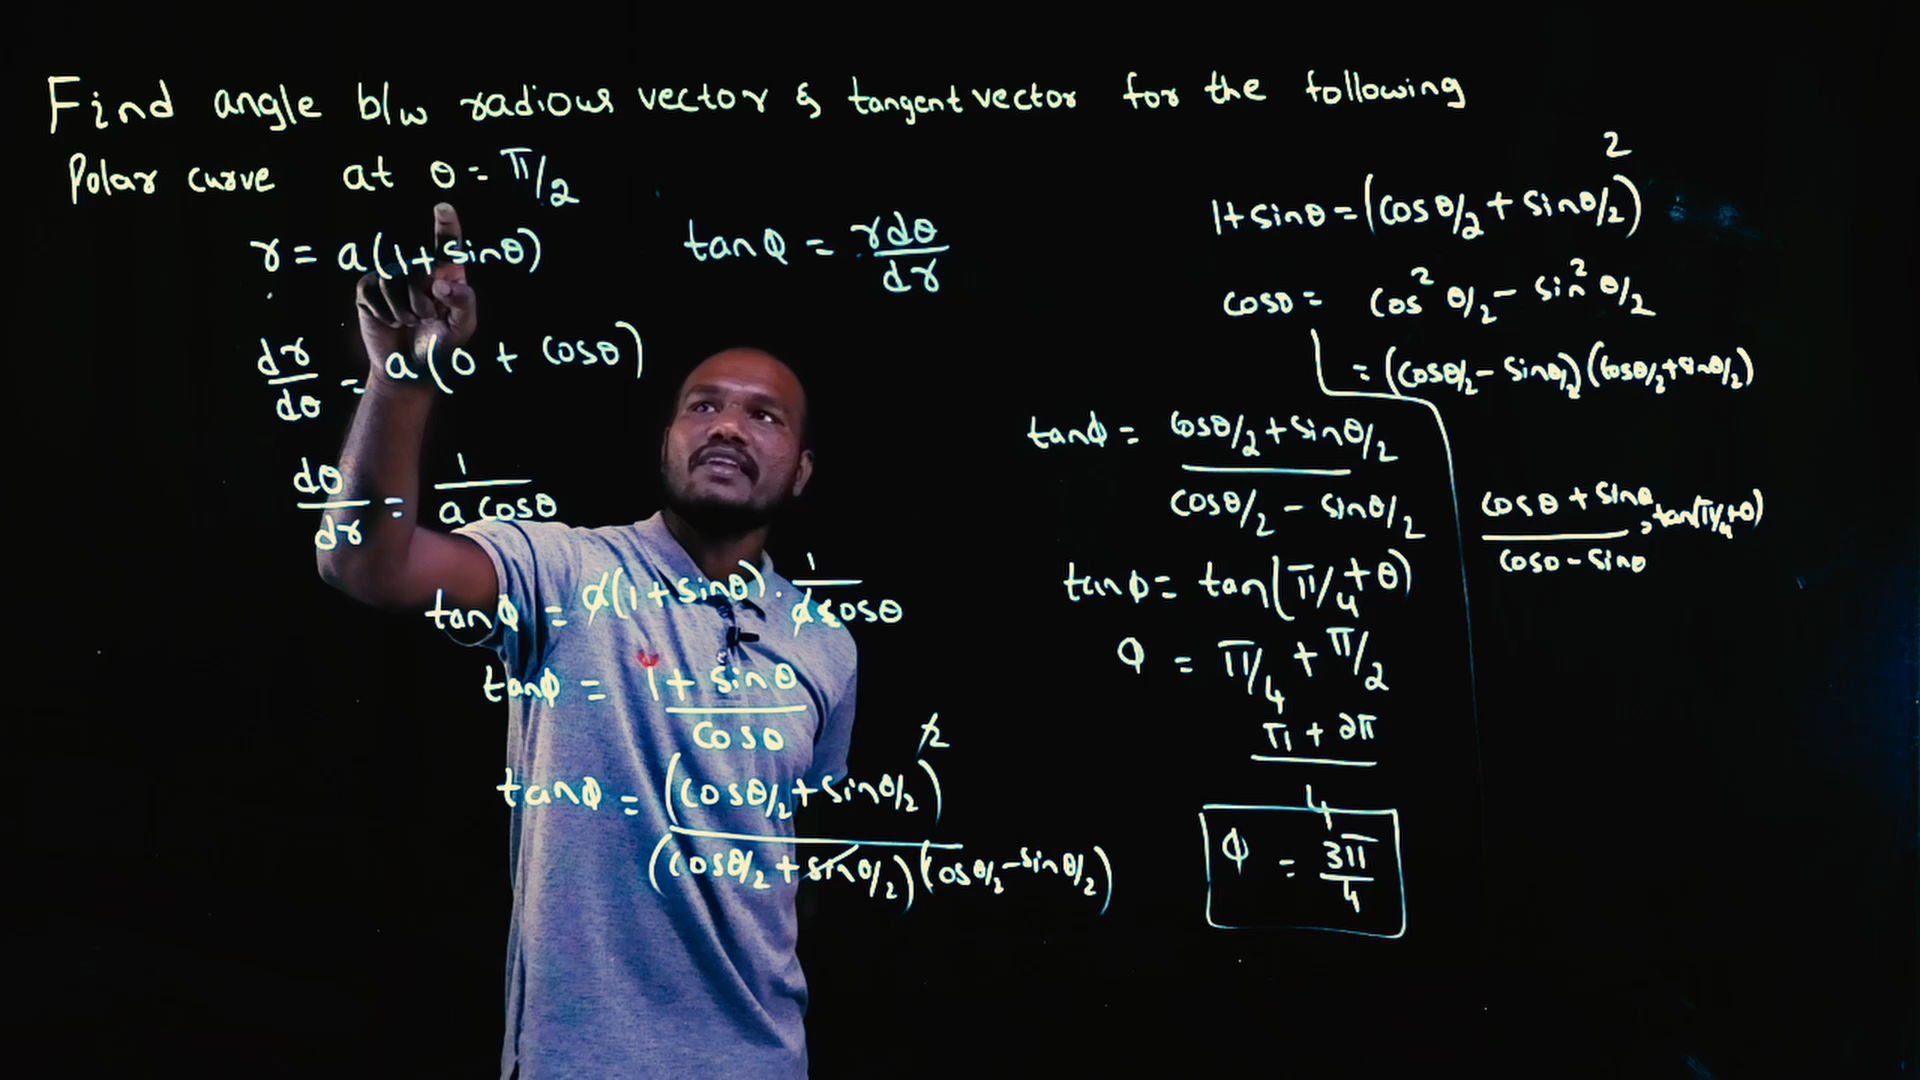 Find angle b/w radious vector & tangent vector for the following
Polar curve at θ = π/2
r = a(1+sinθ)
tanφ = rdθ/dr
dr/dθ = a(0 + cosθ)
dθ/dr = 1/a cosθ
tanφ = a(1+sinθ) . 1/a cosθ
tanφ = 1 + sinθ/cosθ
tanφ = (cosθ/2 + sinθ/2)²/(cosθ/2 + sinθ/2)(cosθ/2 - sinθ/2)
1 + sinθ = (cosθ/2 + sinθ/2)²
cosθ = cos²θ/2 - sin²θ/2
= (cosθ/2 - sinθ/2)(cosθ/2 + sinθ/2)
tanφ = cosθ/2 + sinθ/2/cosθ/2 - sinθ/2
cosθ + sinθ/cosθ - sinθ = tan(π/4 + θ)
tanφ = tan(π/4 + θ)
φ = π/4 + π/2
π + 2π/4
φ = 3π/4